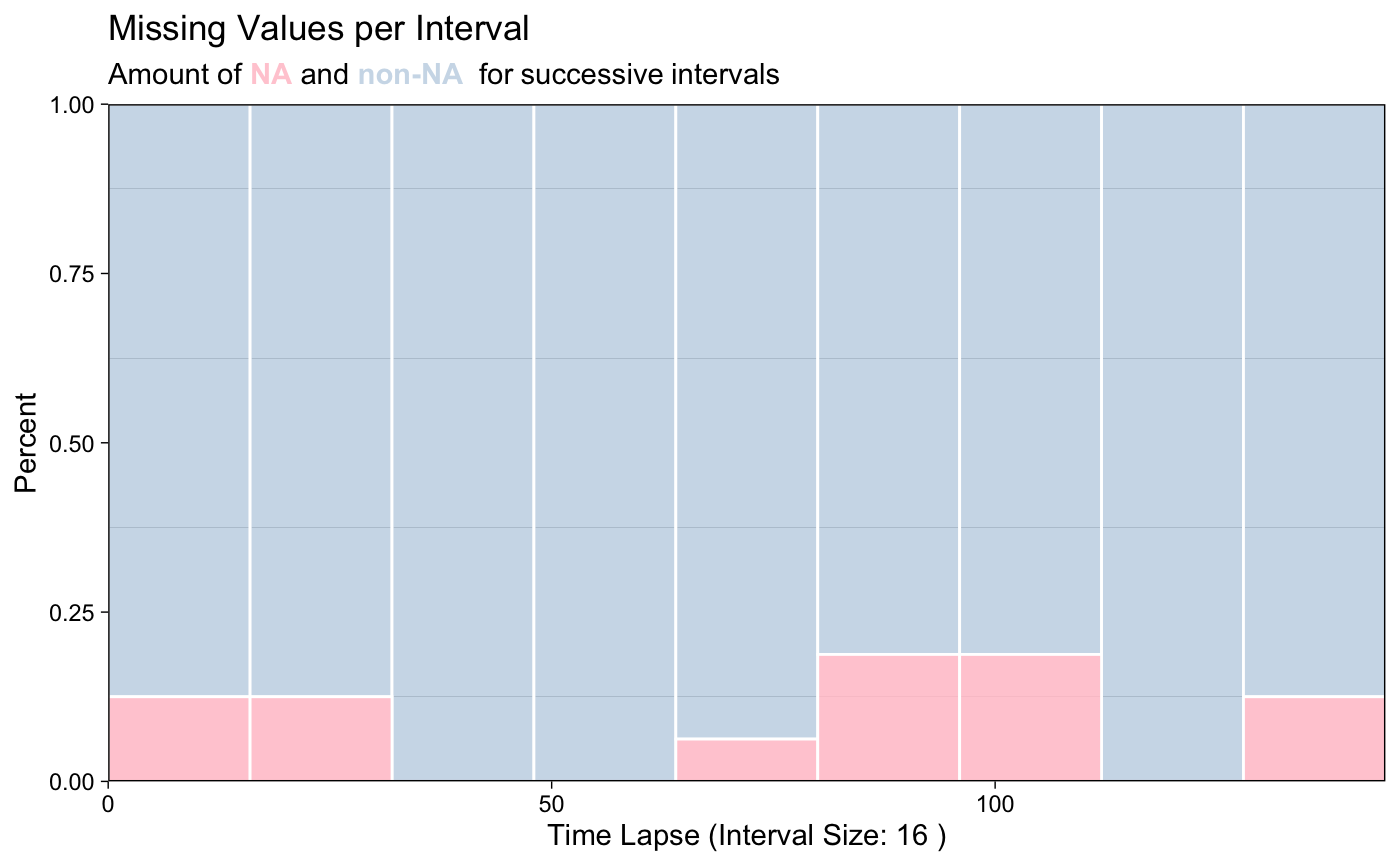 Missing Values per Interval
Amount of NA and non-NA for successive intervals
1.00
0.75
0.50
0.25
0.00
Percent
0 50 100
Time Lapse (Interval Size: 16 )